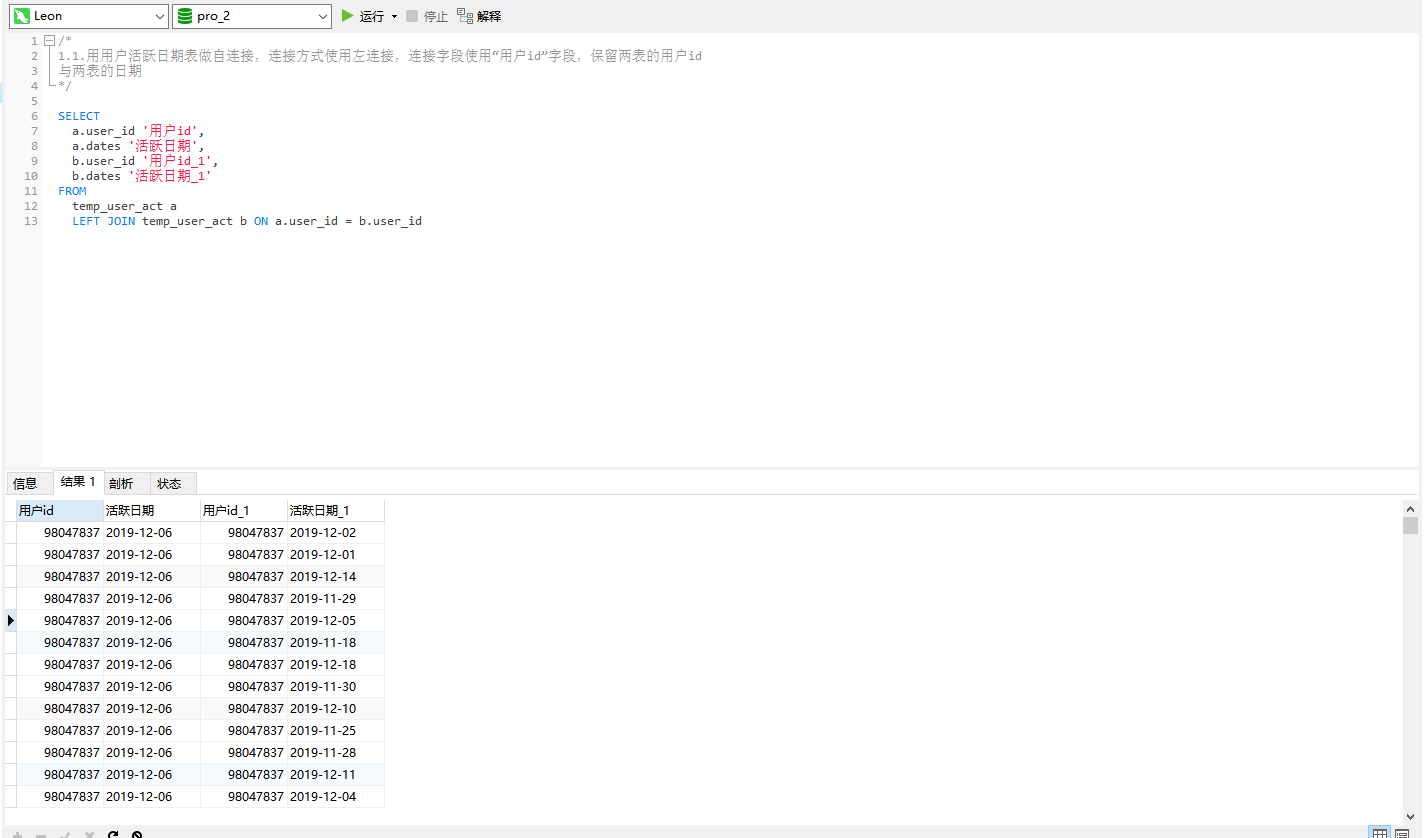 Leon pro_2 运行 停止 解释
1 /*
2 1.1.用用户活跃日期表做自连接，连接方式使用左连接，连接字段使用“用户id”字段，保留两表的用户id
3 与两表的日期
4 */
5
6 SELECT
7 a.user_id '用户id',
8 a.dates '活跃日期',
9 b.user_id '用户id_1',
10 b.dates '活跃日期_1'
11 FROM
12 temp_user_act a
13 LEFT JOIN temp_user_act b ON a.user_id = b.user_id
信息 结果 1 剖析 状态
用户id 活跃日期 用户id_1 活跃日期_1
98047837 2019-12-06 98047837 2019-12-02
98047837 2019-12-06 98047837 2019-12-01
98047837 2019-12-06 98047837 2019-12-14
98047837 2019-12-06 98047837 2019-11-29
98047837 2019-12-06 98047837 2019-12-05
98047837 2019-12-06 98047837 2019-11-18
98047837 2019-12-06 98047837 2019-12-18
98047837 2019-12-06 98047837 2019-11-30
98047837 2019-12-06 98047837 2019-12-10
98047837 2019-12-06 98047837 2019-11-25
98047837 2019-12-06 98047837 2019-11-28
98047837 2019-12-06 98047837 2019-12-11
98047837 2019-12-06 98047837 2019-12-04